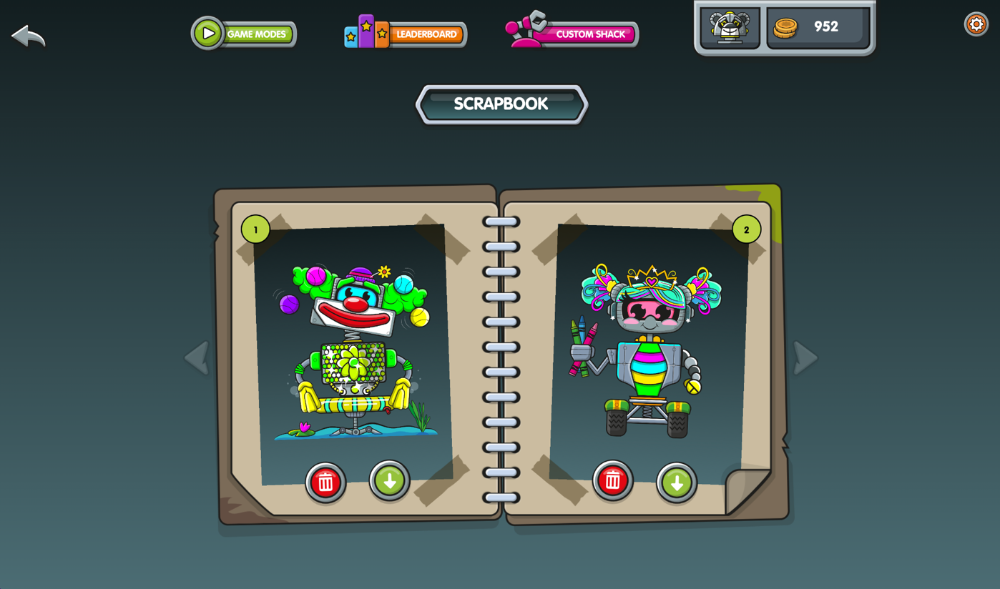 GAME MODES
LEADERBOARD
CUSTOM SHACK
952
SCRAPBOOK
1
2